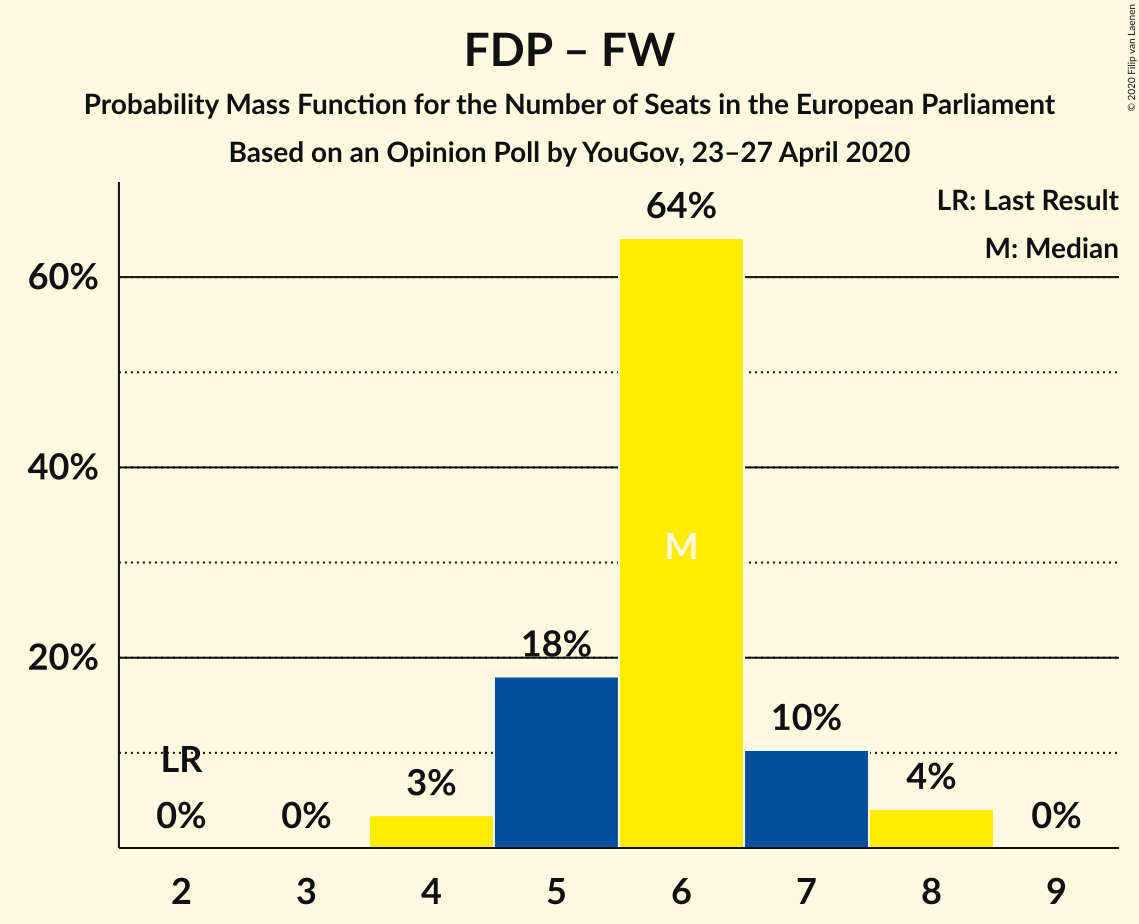 FDP – FW
Probability Mass Function for the Number of Seats in the European Parliament
Based on an Opinion Poll by YouGov, 23–27 April 2020
© 2020 Filip van Laenen
LR: Last Result
M: Median
64%
60%
40%
M
20%
18%
10%
LR
3%
4%
0%
0%
0%
2
3
4
5
6
7
8
9